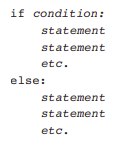 if condition:
    statement
    statement
    etc.
else:
    statement
    statement
    etc.